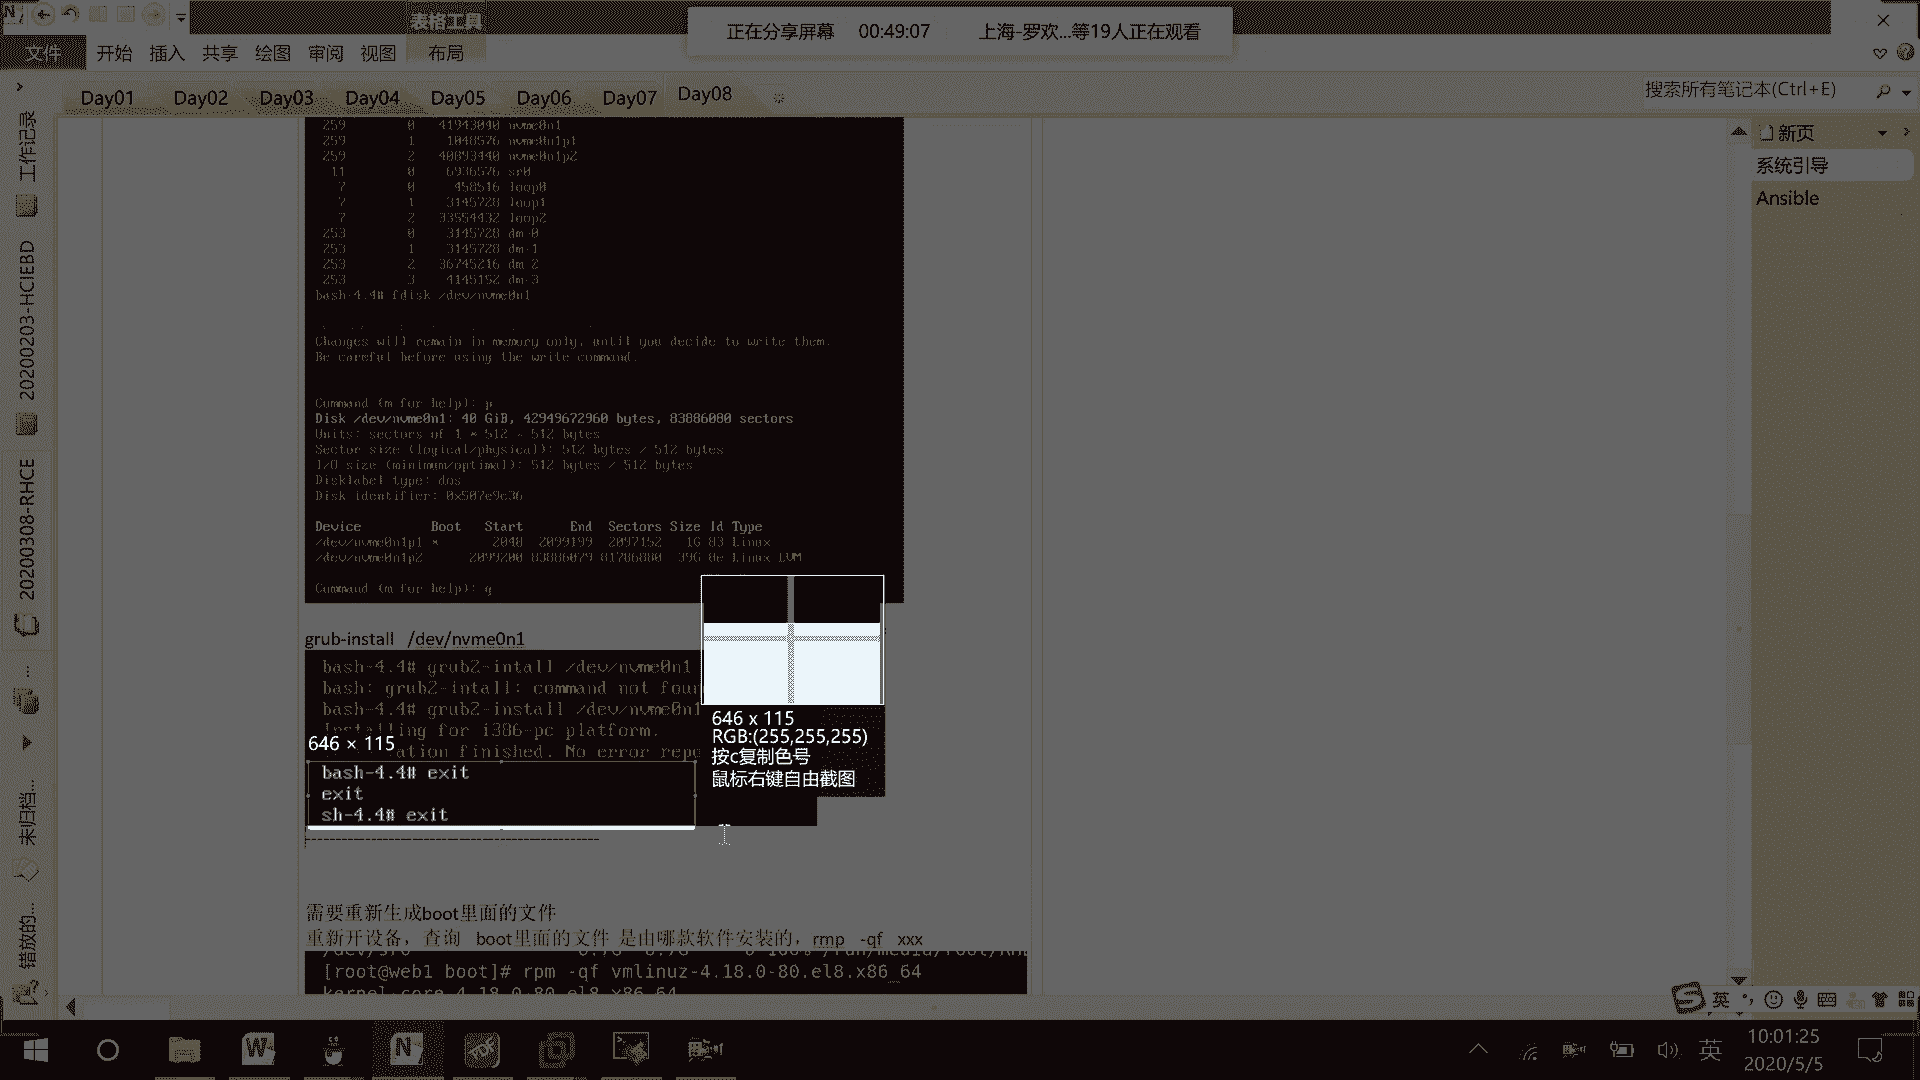 表格工具
正在分享屏幕 00:49:07 上海-罗欢...等19人正在观看
文件 开始 插入 共享 绘图 审阅 视图 布局
Day01 Day02 Day03 Day04 Day05 Day06 Day07 Day08
搜索所有笔记本(Ctrl+E)
工作记录
20200203-HCIEBD
20200308-RHCE
未归档...
错放的...
新页
系统引导
Ansible
259 0 41943040 nvme0n1
259 1 1048576 nvme0n1p1
259 2 40893440 nvme0n1p2
11 0 6936576 sr0
7 0 458516 loop0
7 1 3145728 loop1
7 2 33554432 loop2
253 0 3145728 dm-0
253 1 3145728 dm-1
253 2 36745216 dm-2
253 3 4145152 dm-3
bash-4.4# fdisk /dev/nvme0n1
Changes will remain in memory only, until you decide to write them.
Be careful before using the write command.
Command (m for help): p
Disk /dev/nvme0n1: 40 GiB, 42949672960 bytes, 83886080 sectors
Units: sectors of 1 * 512 = 512 bytes
Sector size (logical/physical): 512 bytes / 512 bytes
I/O size (minimum/optimal): 512 bytes / 512 bytes
Disklabel type: dos
Disk identifier: 0x507e9c36
Device Boot Start End Sectors Size Id Type
/dev/nvme0n1p1 * 2048 2099199 2097152 1G 83 Linux
/dev/nvme0n1p2 2099200 83886079 81786880 39G 8e Linux LVM
Command (m for help): q
grub-install /dev/nvme0n1
bash-4.4# grub2-intall /dev/nvme0n1
bash: grub2-intall: command not four
bash-4.4# grub2-install /dev/nvme0n1
Installing for i386-pc platform.
ation finished. No error repo
646 × 115
bash-4.4# exit
exit
sh-4.4# exit
646 x 115
RGB:(255,255,255)
按c复制色号
鼠标右键自由截图
需要重新生成boot里面的文件
重新开设备，查询 boot里面的文件 是由哪款软件安装的，rmp -qf xxx
[root@web1 boot]# rpm -qf vmlinuz-4.18.0-80.el8.x86_64
kernel-core-4.18.0-80.el8.x86_64
英
英
10:01:25
2020/5/5